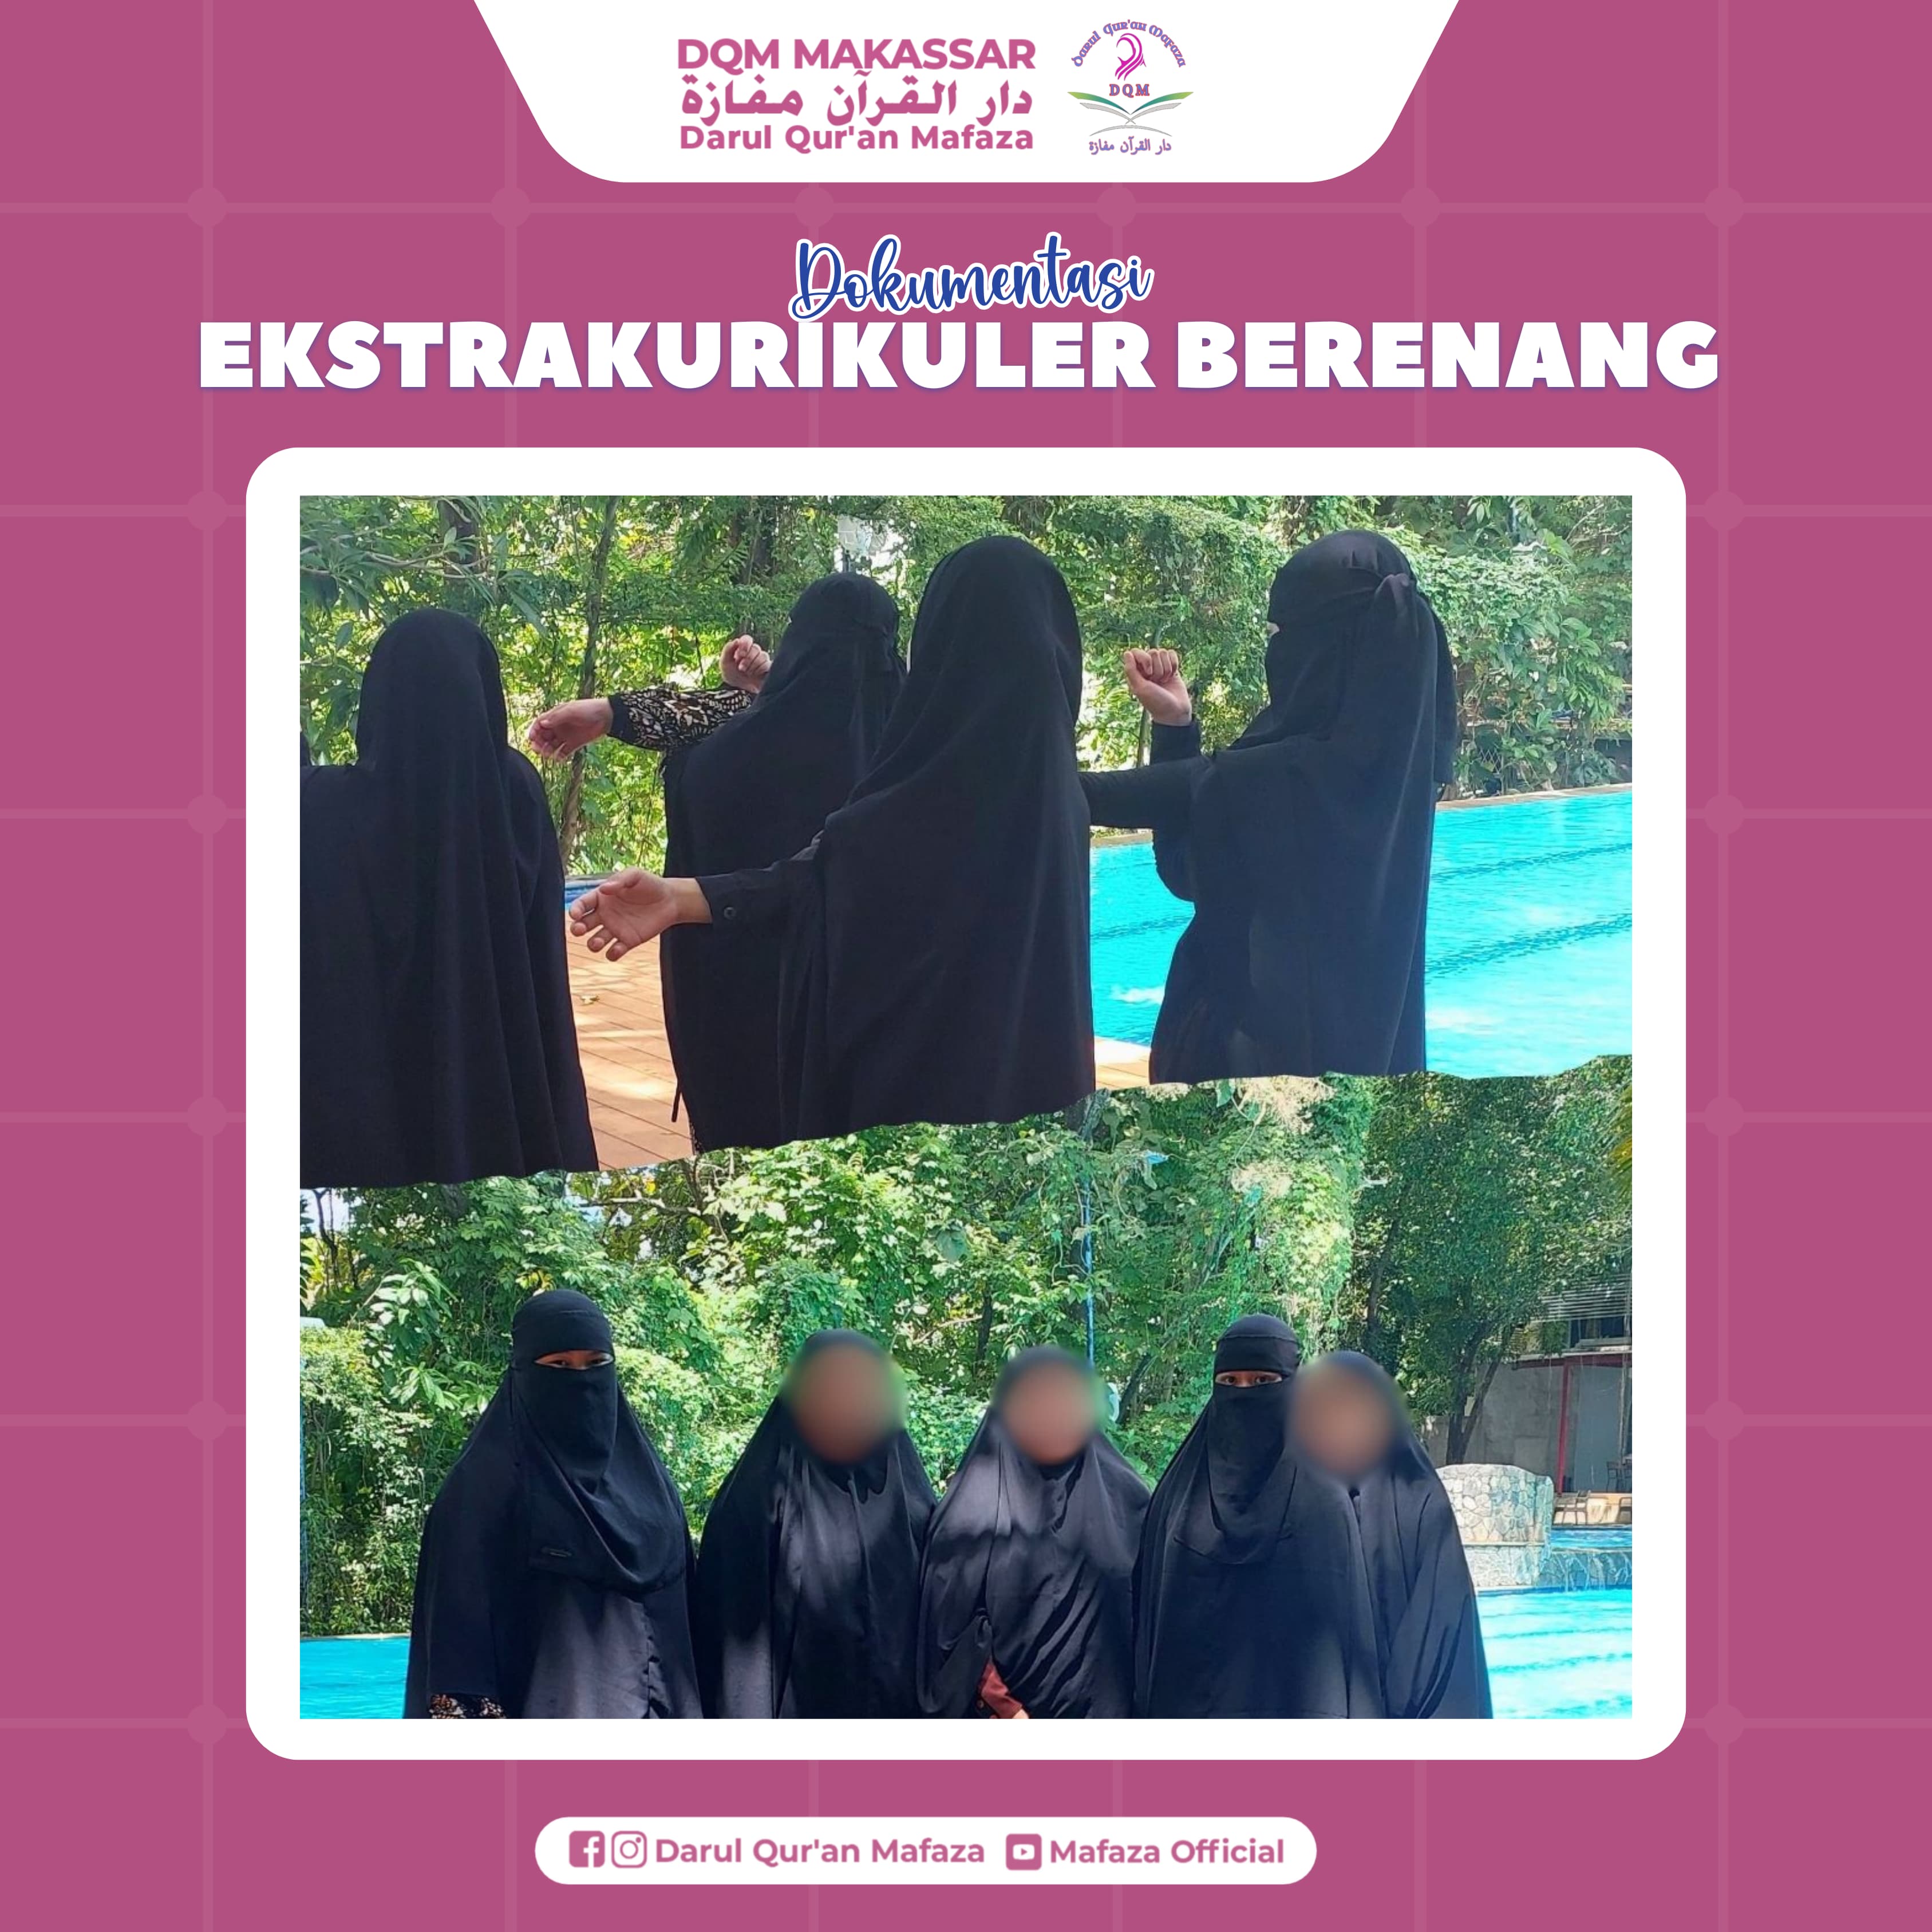 DQM MAKASSAR
دار القرآن مفازة
Darul Qur'an Mafaza
Darul Qur'an Mafaza
DQM
دار القرآن مفازة
Dokumentasi
EKSTRAKURIKULER BERENANG
Darul Qur'an Mafaza Mafaza Official